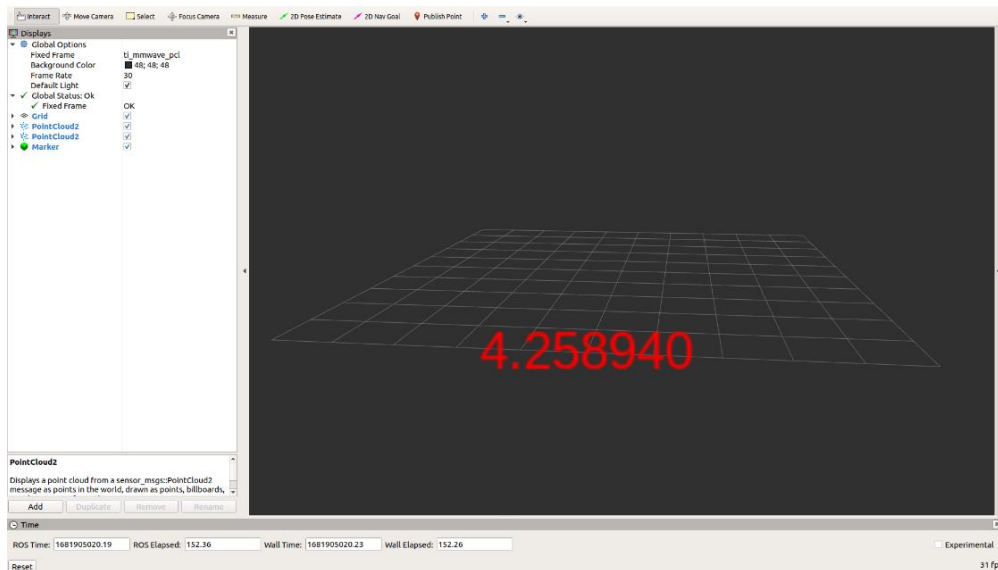 Interact Move Camera Select Focus Camera Measure 2D Pose Estimate 2D Nav Goal Publish Point
Displays
Global Options
Fixed Frame ti_mmwave_pcl
Background Color 48; 48; 48
Frame Rate 30
Default Light
Global Status: Ok
Fixed Frame OK
Grid
PointCloud2
PointCloud2
Marker
4.258940
PointCloud2
Displays a point cloud from a sensor_msgs::PointCloud2
message as points in the world, drawn as points, billboards,
Add Duplicate Remove Rename
Time
ROS Time: 1681905020.19 ROS Elapsed: 152.36 Wall Time: 1681905020.23 Wall Elapsed: 152.26 Experimental
Reset 31 fp